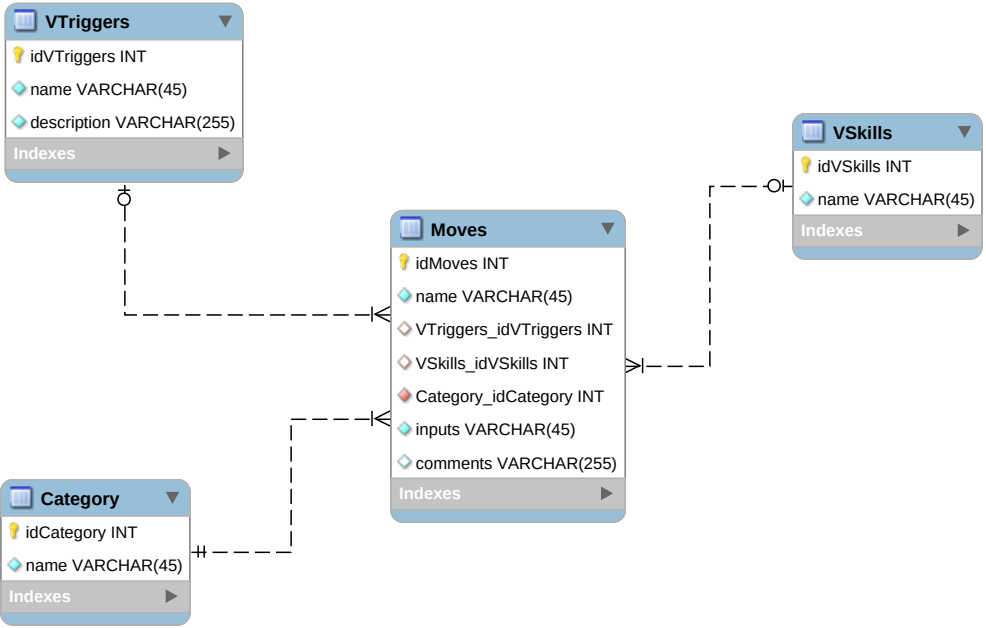 VTriggers
idVTriggers INT
name VARCHAR(45)
description VARCHAR(255)
Indexes
VSkills
idVSkills INT
name VARCHAR(45)
Indexes
Moves
idMoves INT
name VARCHAR(45)
VTriggers_idVTriggers INT
VSkills_idVSkills INT
Category_idCategory INT
inputs VARCHAR(45)
comments VARCHAR(255)
Indexes
Category
idCategory INT
name VARCHAR(45)
Indexes